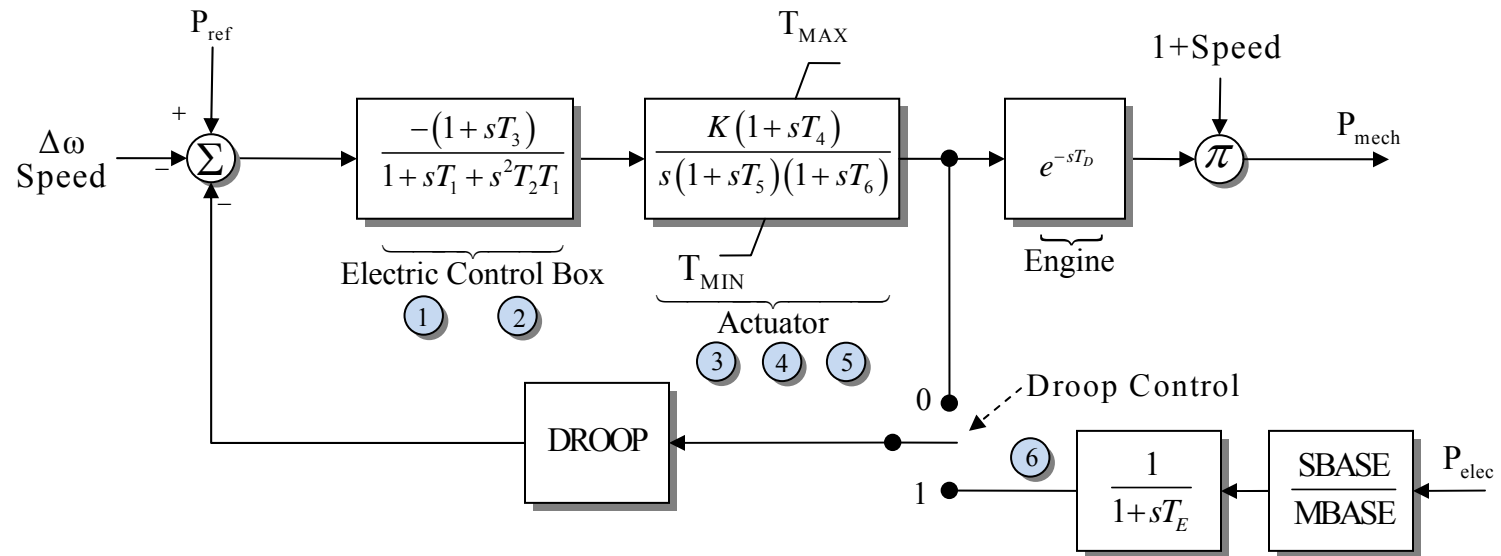 P_ref
T_MAX
1+Speed
+
Δω
Speed
−
Σ
−
−(1+sT_3)
1+sT_1+s^2T_2T_1
K(1+sT_4)
s(1+sT_5)(1+sT_6)
e^{-sT_D}
π
P_mech
T_MIN
Electric Control Box
1 2
Actuator
3 4 5
Engine
DROOP
0
Droop Control
1
6
1
1+sT_E
SBASE
MBASE
P_elec